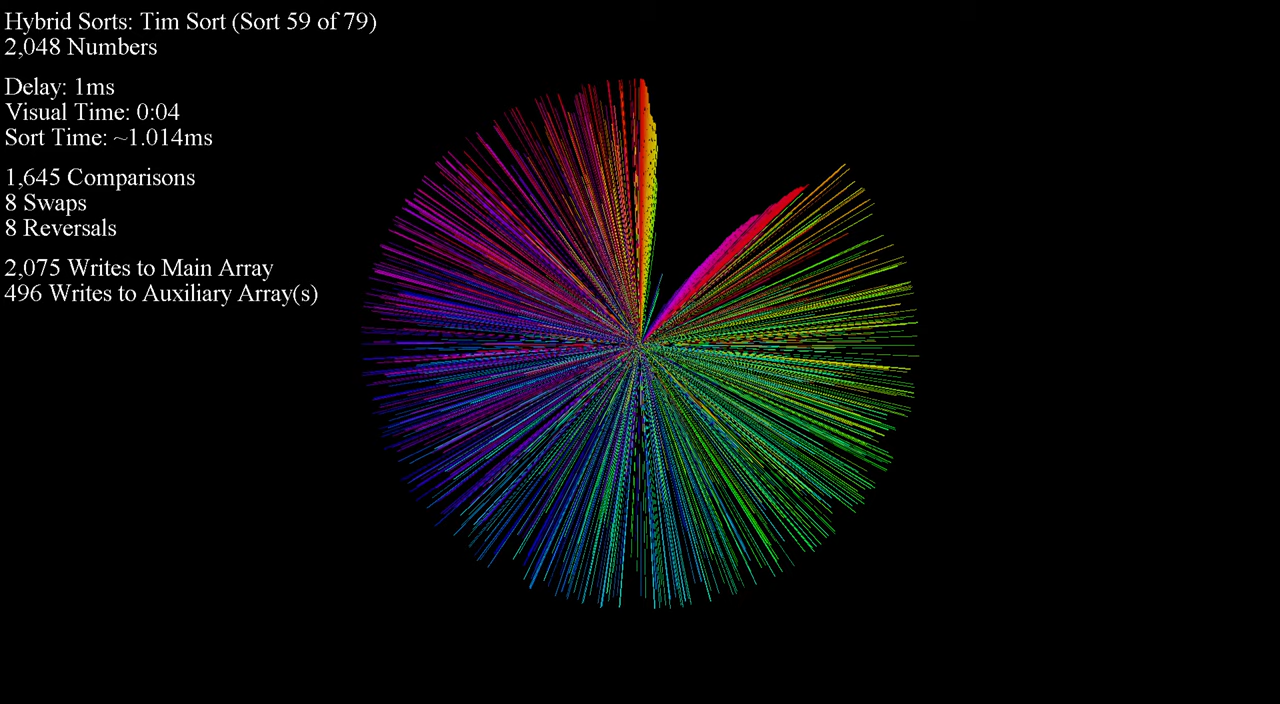 Hybrid Sorts: Tim Sort (Sort 59 of 79)
2,048 Numbers
Delay: 1ms
Visual Time: 0:04
Sort Time: ~1.014ms
1,645 Comparisons
8 Swaps
8 Reversals
2,075 Writes to Main Array
496 Writes to Auxiliary Array(s)